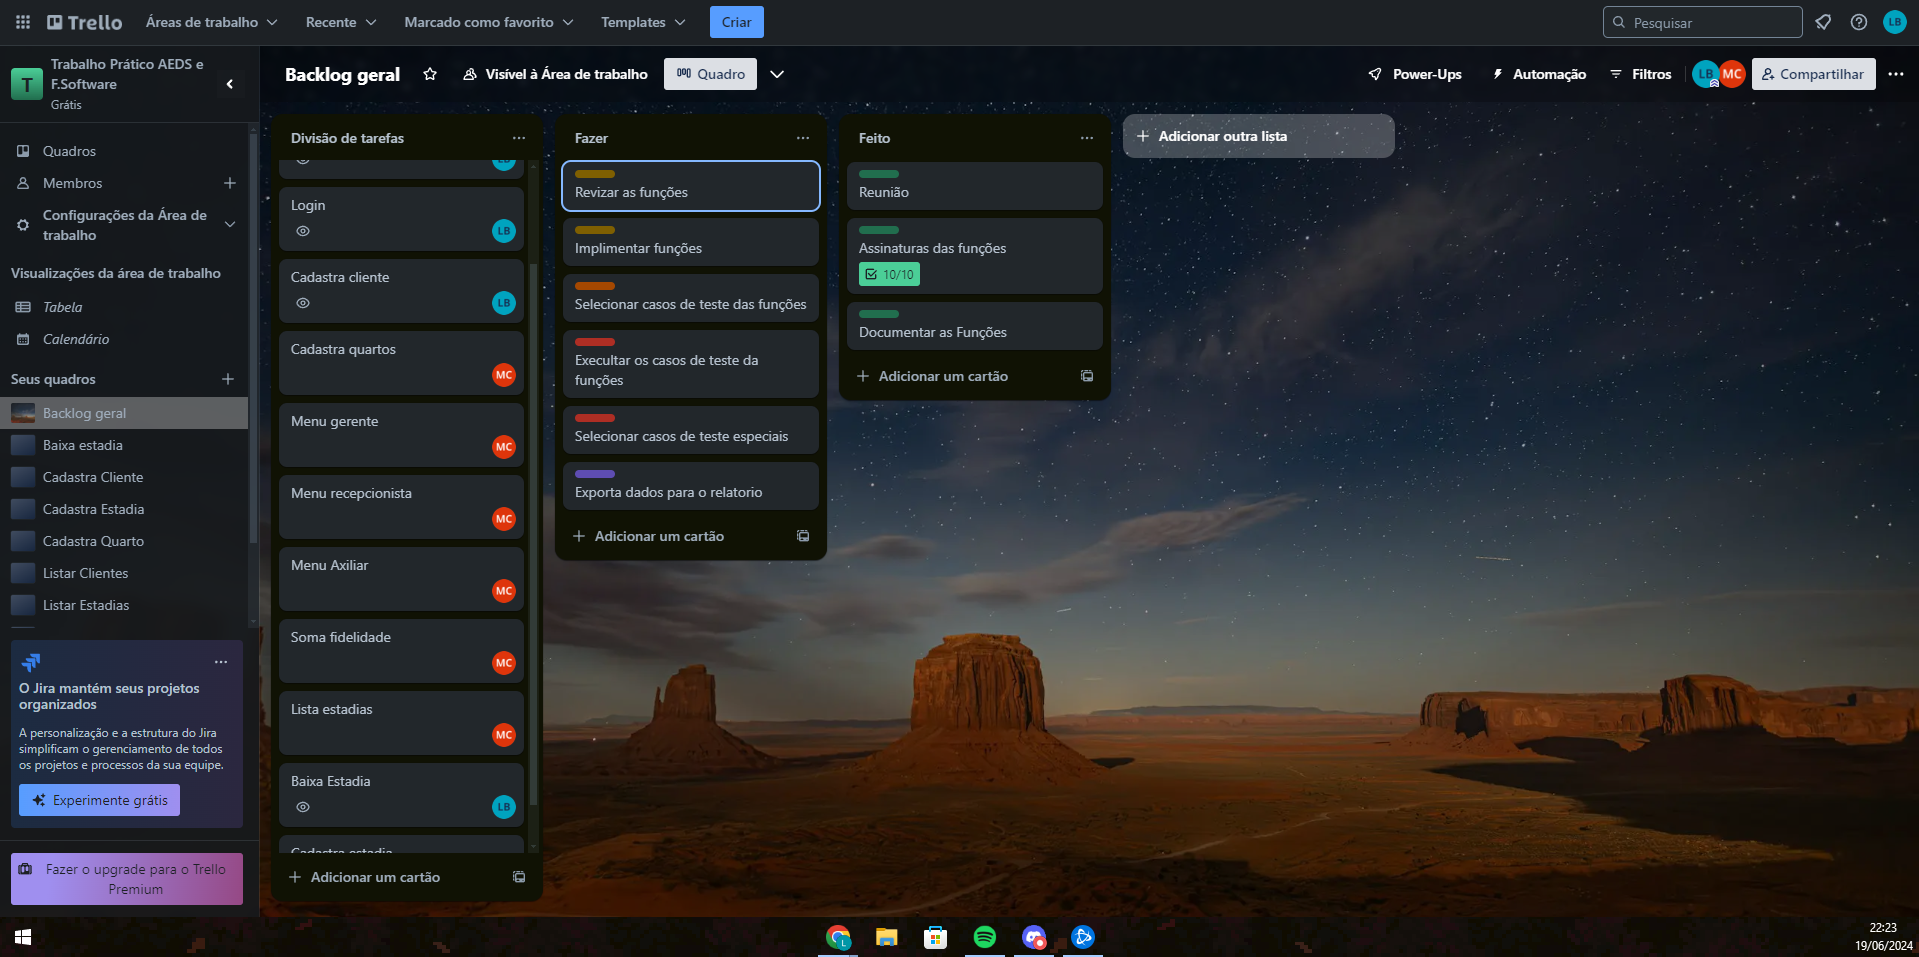 Trello
Áreas de trabalho
Recente
Marcado como favorito
Templates
Criar
Pesquisar
LB
T
Trabalho Prático AEDS e
F.Software
Grátis
Quadros
Membros
Configurações da Área de
trabalho
Visualizações da área de trabalho
Tabela
Calendário
Seus quadros
Backlog geral
Baixa estadia
Cadastra Cliente
Cadastra Estadia
Cadastra Quarto
Listar Clientes
Listar Estadias
O Jira mantém seus projetos
organizados
A personalização e a estrutura do Jira
simplificam o gerenciamento de todos
os projetos e processos da sua equipe.
Experimente grátis
Fazer o upgrade para o Trello
Premium
Backlog geral
Visível à Área de trabalho
Quadro
Power-Ups
Automação
Filtros
LB
MC
Compartilhar
Divisão de tarefas
LB
Login
LB
Cadastra cliente
LB
Cadastra quartos
MC
Menu gerente
MC
Menu recepcionista
MC
Menu Axiliar
MC
Soma fidelidade
MC
Lista estadias
MC
Baixa Estadia
LB
Cadastra estadia
Adicionar um cartão
Fazer
Revizar as funções
Implimentar funções
Selecionar casos de teste das funções
Execultar os casos de teste da
funções
Selecionar casos de teste especiais
Exporta dados para o relatorio
Adicionar um cartão
Feito
Reunião
Assinaturas das funções
10/10
Documentar as Funções
Adicionar um cartão
Adicionar outra lista
L
22:23
19/06/2024